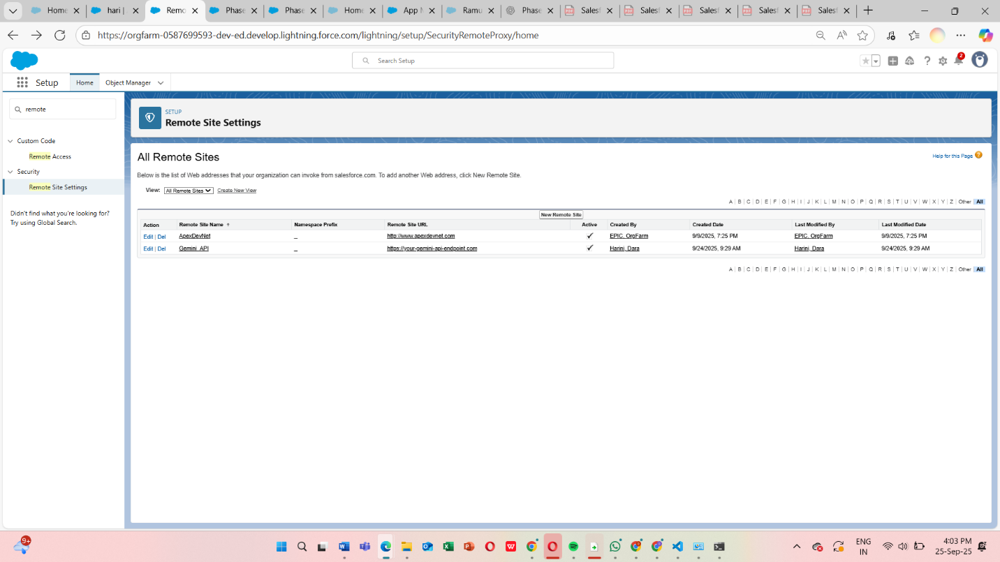 Home
hari |
Remo
Phase
Phase
Home
App M
Ramu
Phase
Salesf
Salesf
Salesf
Salesf
Salesf
https://orgfarm-0587699593-dev-ed.develop.lightning.force.com/lightning/setup/SecurityRemoteProxy/home
Search Setup
2
Setup
Home
Object Manager
remote
Custom Code
Remote Access
Security
Remote Site Settings
Didn't find what you're looking for?
Try using Global Search.
SETUP
Remote Site Settings
All Remote Sites
Help for this Page ?
Below is the list of Web addresses that your organization can invoke from salesforce.com. To add another Web address, click New Remote Site.
View: All Remote Sites Create New View
A | B | C | D | E | F | G | H | I | J | K | L | M | N | O | P | Q | R | S | T | U | V | W | X | Y | Z | Other | All
New Remote Site
Action Remote Site Name ↑ Namespace Prefix Remote Site URL Active Created By Created Date Last Modified By Last Modified Date
Edit | Del ApexDevNet http://www.apexdevnet.com ✓ EPIC, OrgFarm 9/9/2025, 7:25 PM EPIC, OrgFarm 9/9/2025, 7:25 PM
Edit | Del Gemini_API https://your-gemini-api-endpoint.com ✓ Harini, Dara 9/24/2025, 9:29 AM Harini, Dara 9/24/2025, 9:29 AM
A | B | C | D | E | F | G | H | I | J | K | L | M | N | O | P | Q | R | S | T | U | V | W | X | Y | Z | Other | All
9+
ENG
IN
4:03 PM
25-Sep-25